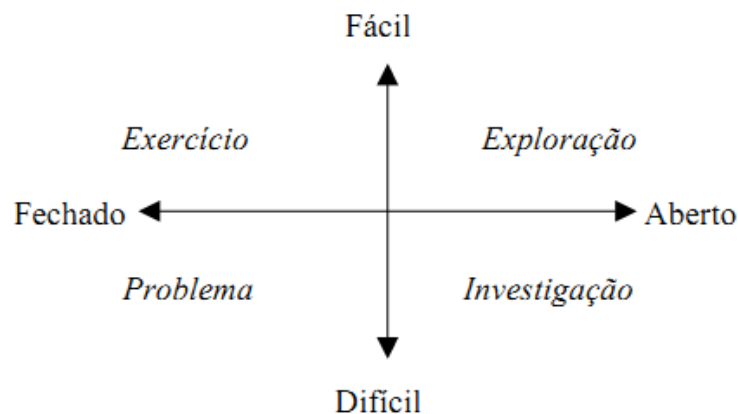 Fácil
Exercício
Exploração
Fechado
Aberto
Problema
Investigação
Difícil